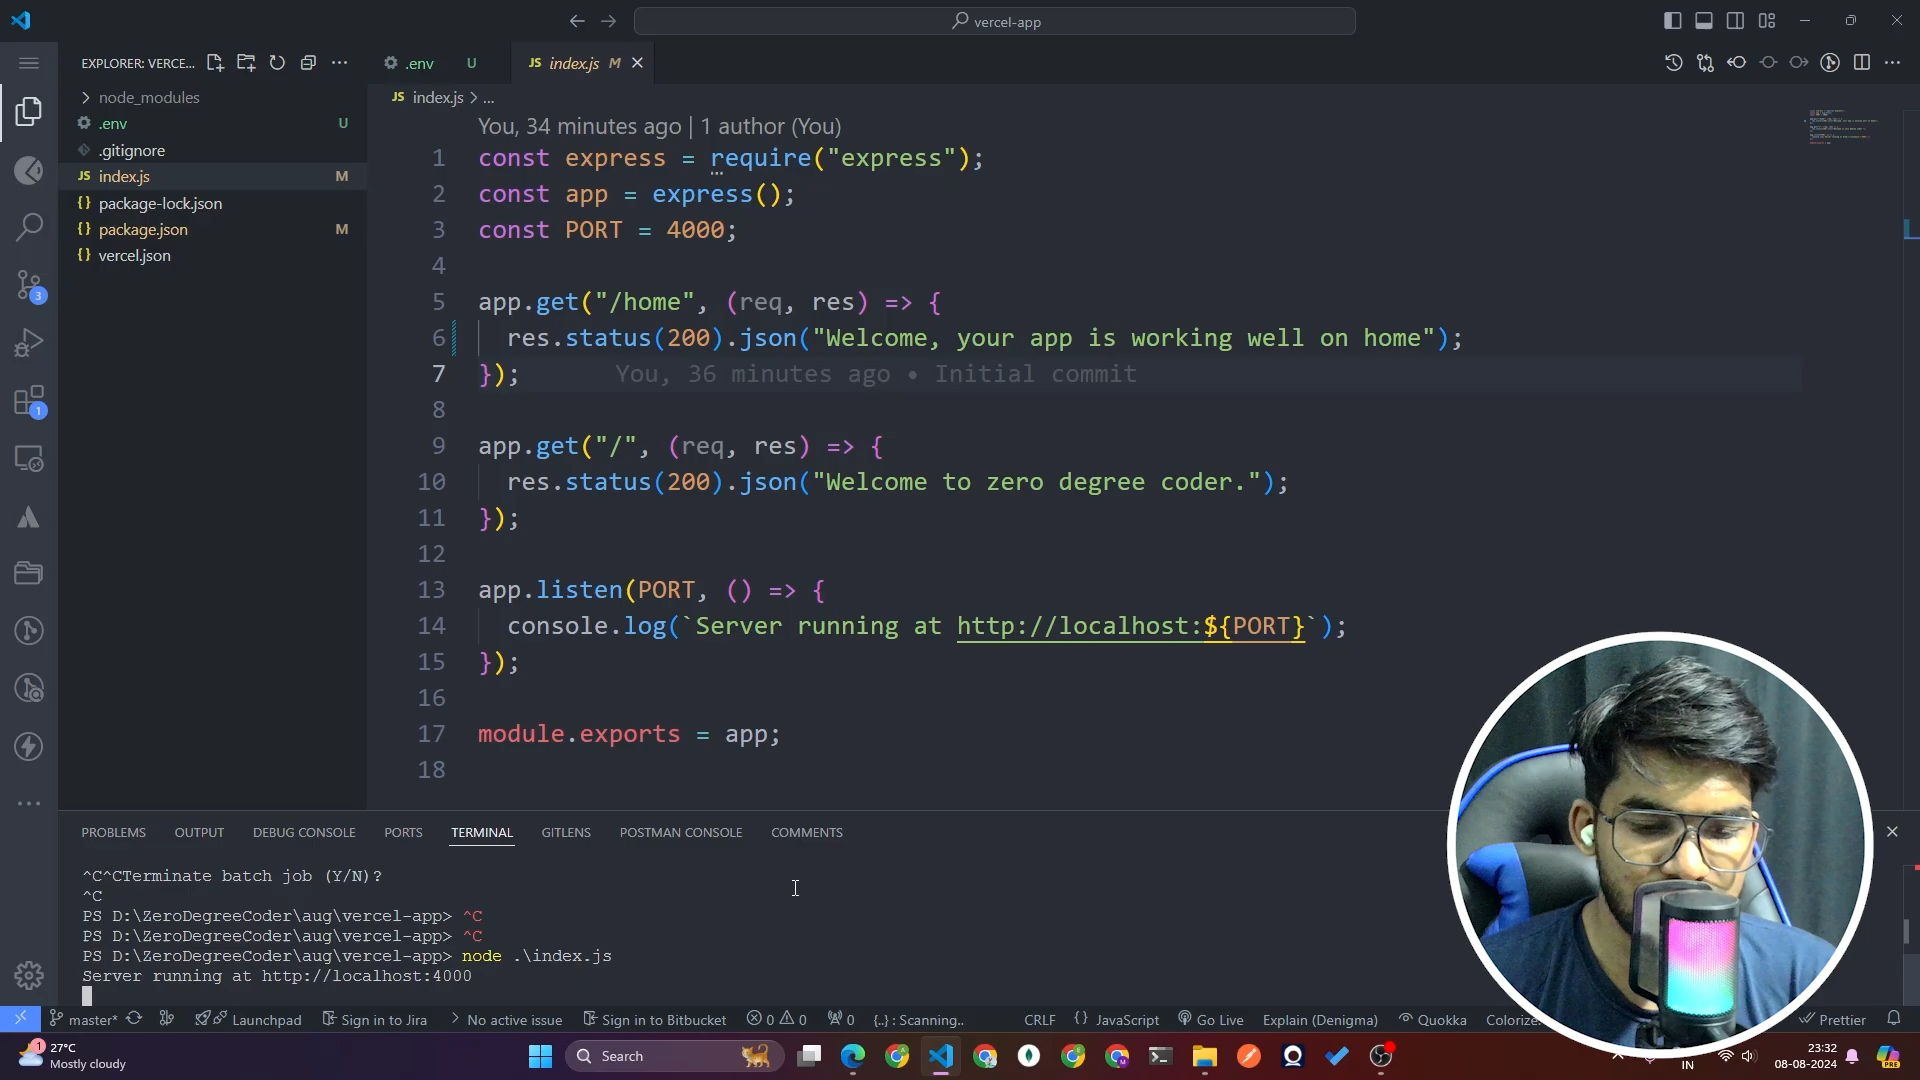 vercel-app
EXPLORER: VERCE...
node_modules
.env U
.gitignore
JS index.js M
{} package-lock.json
{} package.json M
{} vercel.json
3
1
.env U
JS index.js M
JS index.js > ...
You, 34 minutes ago | 1 author (You)
1 const express = require("express");
2 const app = express();
3 const PORT = 4000;
4
5 app.get("/home", (req, res) => {
6 res.status(200).json("Welcome, your app is working well on home");
7 }); You, 36 minutes ago • Initial commit
8
9 app.get("/", (req, res) => {
10 res.status(200).json("Welcome to zero degree coder.");
11 });
12
13 app.listen(PORT, () => {
14 console.log(`Server running at http://localhost:${PORT}`);
15 });
16
17 module.exports = app;
18
PROBLEMS OUTPUT DEBUG CONSOLE PORTS TERMINAL GITLENS POSTMAN CONSOLE COMMENTS
^C^CTerminate batch job (Y/N)?
^C
PS D:\ZeroDegreeCoder\aug\vercel-app> ^C
PS D:\ZeroDegreeCoder\aug\vercel-app> ^C
PS D:\ZeroDegreeCoder\aug\vercel-app> node .\index.js
Server running at http://localhost:4000
master* Launchpad Sign in to Jira No active issue Sign in to Bitbucket 0 0 0 {..} : Scanning.. CRLF {} JavaScript Go Live Explain (Denigma) Quokka Prettier
1
27°C
Mostly cloudy
Search
IN
23:32
08-08-2024
PRE